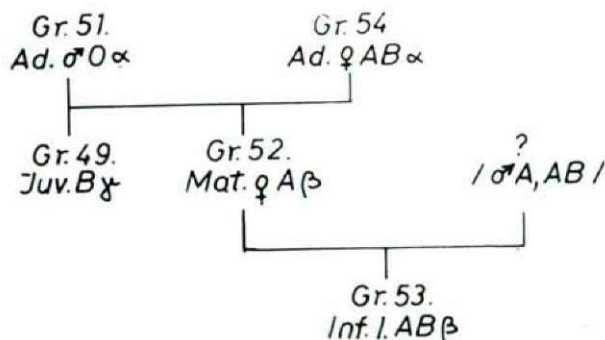 Gr. 51.
Ad. ♂ O α
Gr. 54
Ad. ♀ AB α
Gr. 49.
Juv. B γ
Gr. 52.
Mat. ♀ A β
?
/ ♂ A, AB /
Gr. 53.
Inf. I. AB β